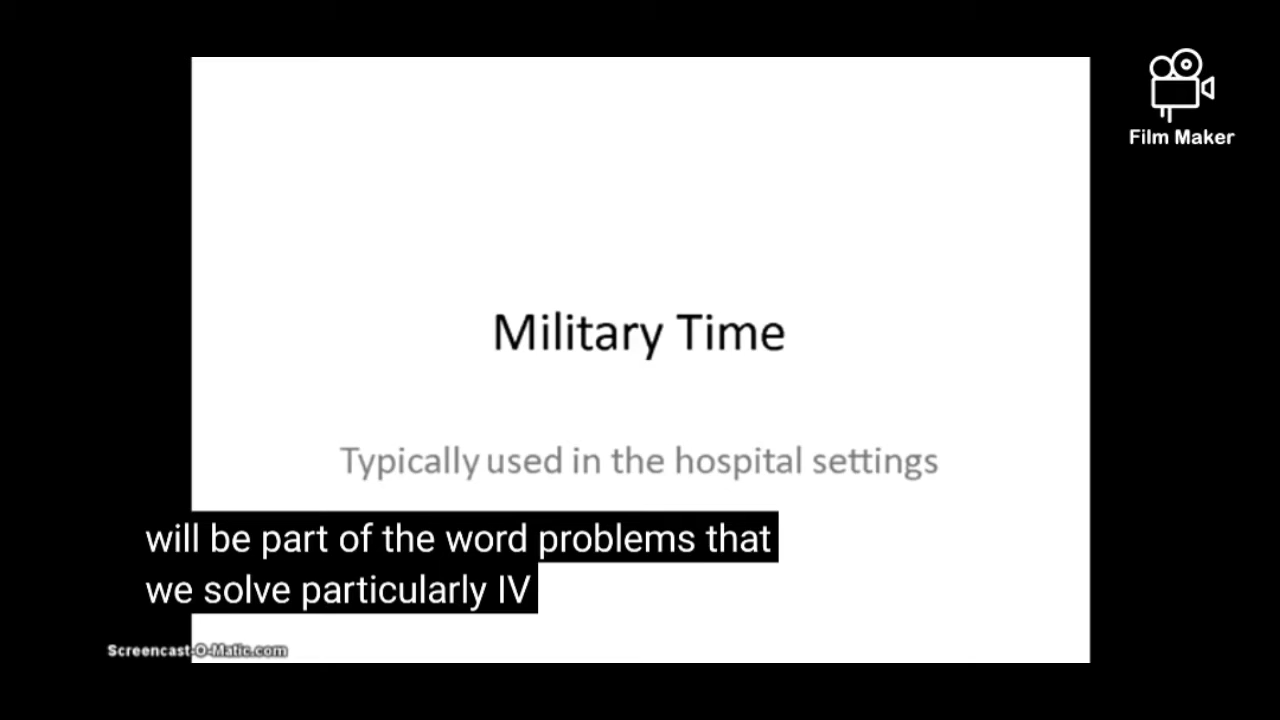 Film Maker
Military Time
Typically used in the hospital settings
will be part of the word problems that
we solve particularly IV
Screencast-O-Matic.com